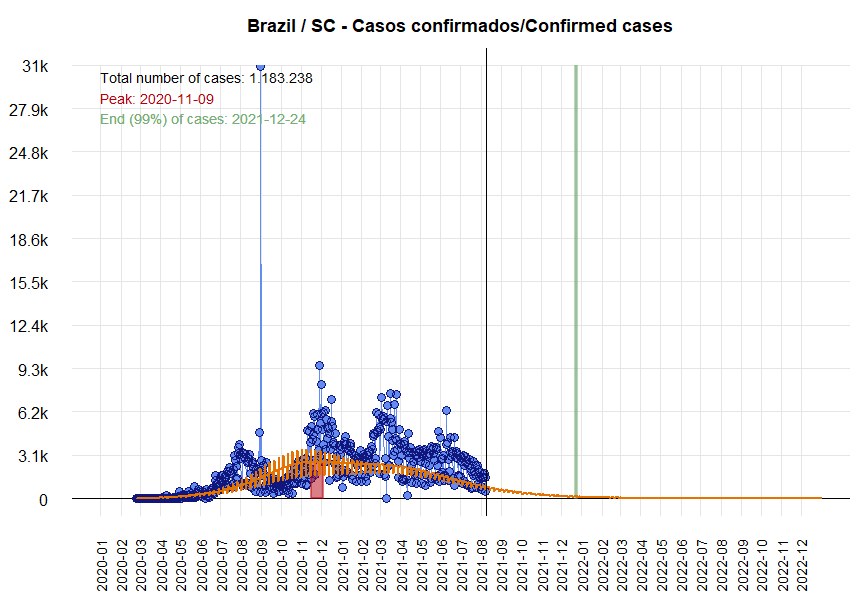 Brazil / SC - Casos confirmados/Confirmed cases
Total number of cases: 1.183.238
Peak: 2020-11-09
End (99%) of cases: 2021-12-24
31k
27.9k
24.8k
21.7k
18.6k
15.5k
12.4k
9.3k
6.2k
3.1k
0
2020-01
2020-02
2020-03
2020-04
2020-05
2020-06
2020-07
2020-08
2020-09
2020-10
2020-11
2020-12
2021-01
2021-02
2021-03
2021-04
2021-05
2021-06
2021-07
2021-08
2021-09
2021-10
2021-11
2021-12
2022-01
2022-02
2022-03
2022-04
2022-05
2022-06
2022-07
2022-08
2022-09
2022-10
2022-11
2022-12